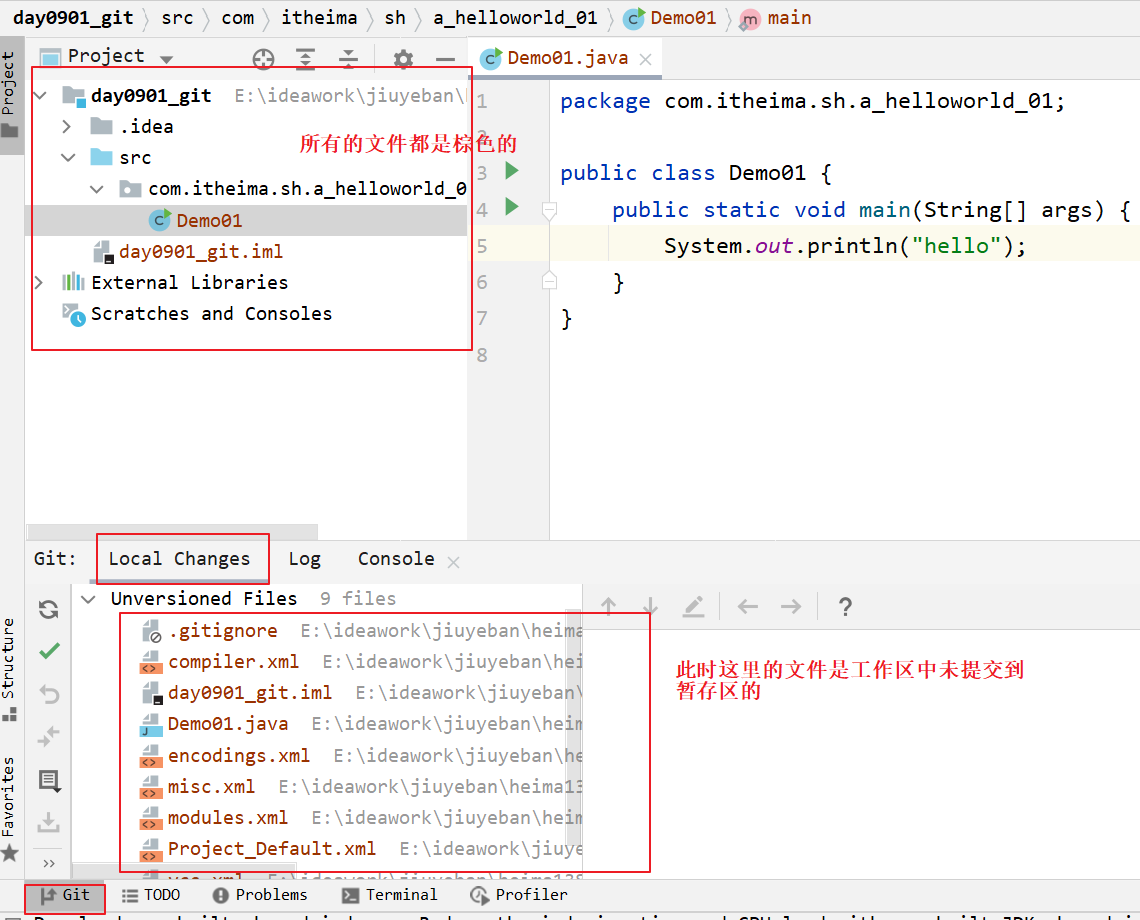 day0901_git src com itheima sh a_helloworld_01 Demo01 main
Project
Project
Demo01.java
day0901_git E:\ideawork\jiuyeban\
.idea
所有的文件都是棕色的
src
com.itheima.sh.a_helloworld_0
Demo01
day0901_git.iml
External Libraries
Scratches and Consoles
1 package com.itheima.sh.a_helloworld_01;
2
3 public class Demo01 {
4 public static void main(String[] args) {
5 System.out.println("hello");
6 }
7 }
8
Git: Local Changes Log Console
Unversioned Files 9 files
.gitignore E:\ideawork\jiuyeban\heima
compiler.xml E:\ideawork\jiuyeban\hei
day0901_git.iml E:\ideawork\jiuyeban\
Demo01.java E:\ideawork\jiuyeban\heim
encodings.xml E:\ideawork\jiuyeban\he
misc.xml E:\ideawork\jiuyeban\heima13
modules.xml E:\ideawork\jiuyeban\heim
Project_Default.xml E:\ideawork\jiuye
?
此时这里的文件是工作区中未提交到
暂存区的
Structure
Favorites
Git TODO Problems Terminal Profiler